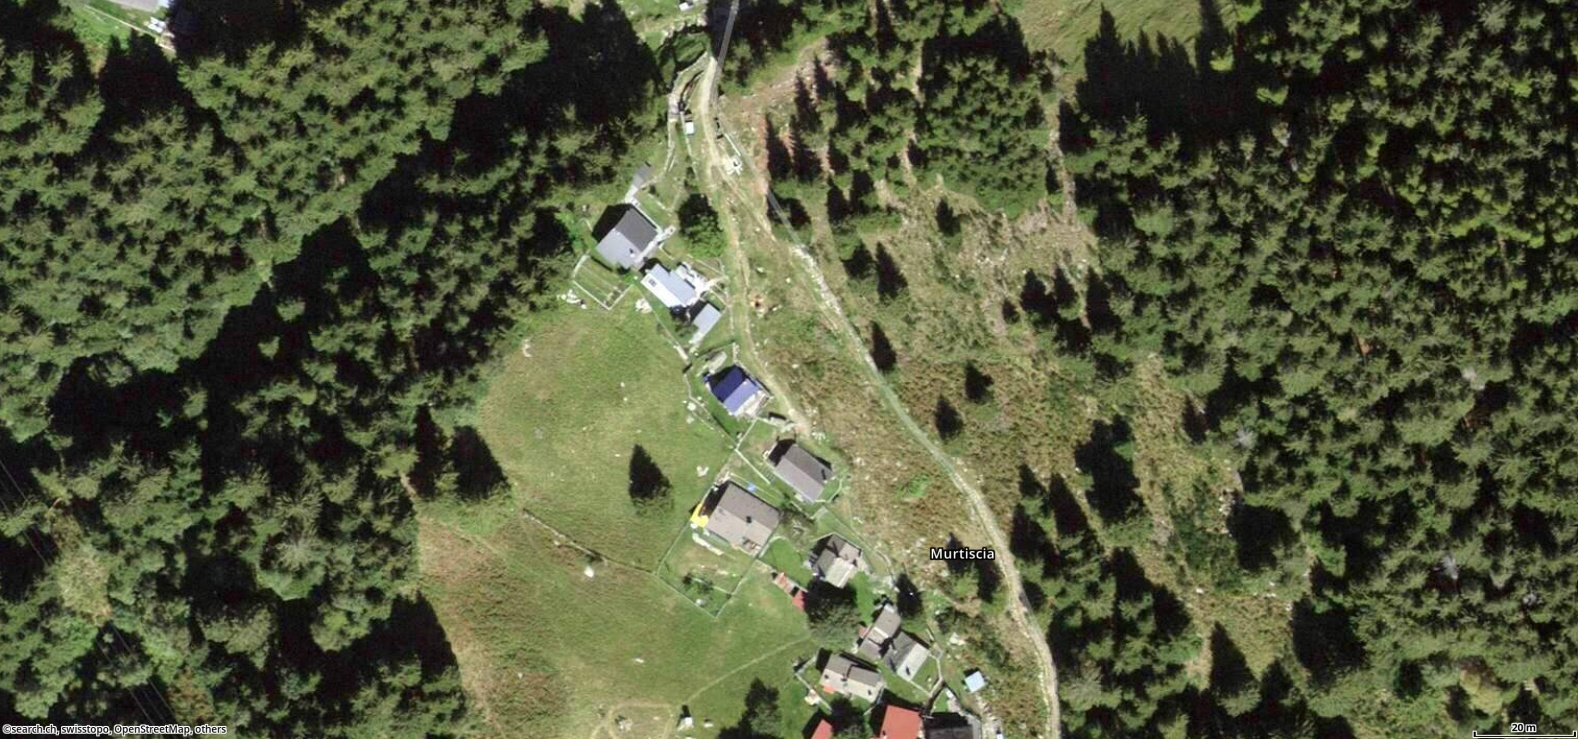 Murtiscia
©search.ch, swisstopo, OpenStreetMap, others
20 m